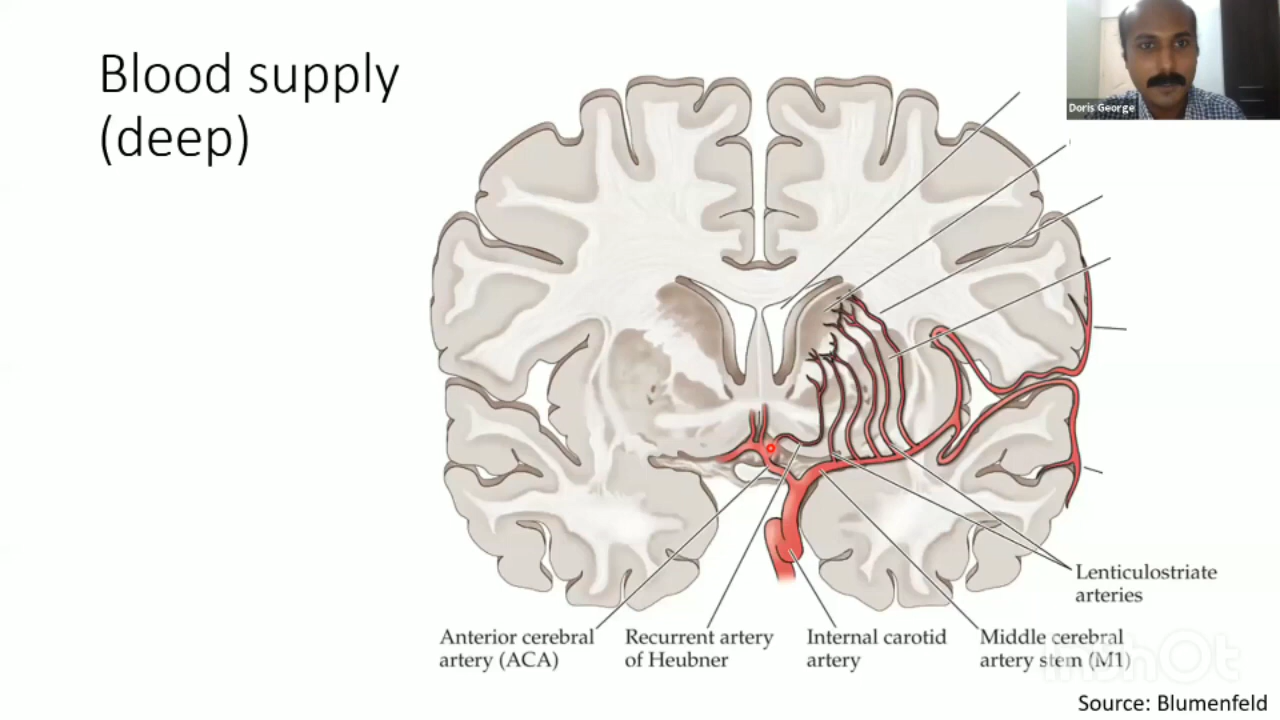 Blood supply
(deep)
Doris George
Lenticulostriate
arteries
Anterior cerebral
artery (ACA)
Recurrent artery
of Heubner
Internal carotid
artery
Middle cerebral
artery stem (M1)
InShOt
Source: Blumenfeld